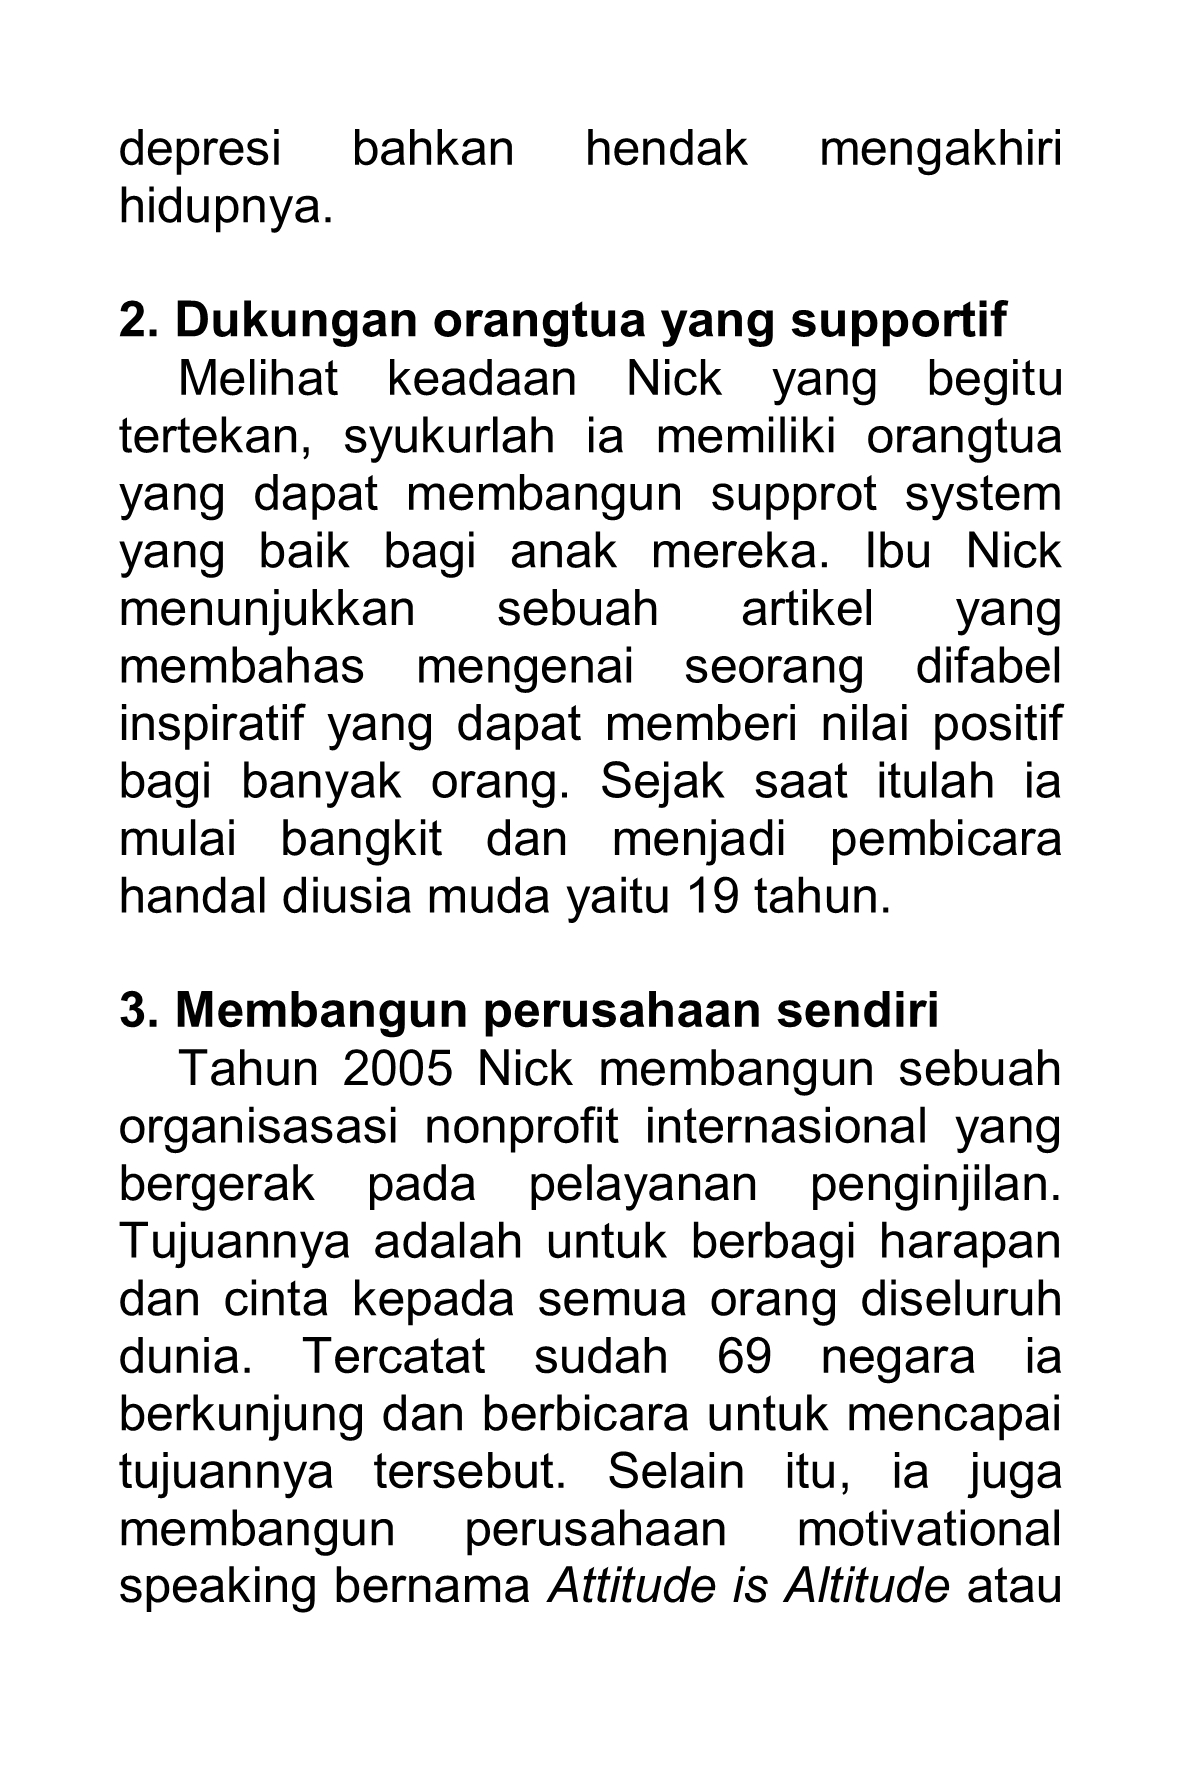 depresi bahkan hendak mengakhiri
hidupnya.
2. Dukungan orangtua yang supportif
Melihat keadaan Nick yang begitu
tertekan, syukurlah ia memiliki orangtua
yang dapat membangun supprot system
yang baik bagi anak mereka. Ibu Nick
menunjukkan sebuah artikel yang
membahas mengenai seorang difabel
inspiratif yang dapat memberi nilai positif
bagi banyak orang. Sejak saat itulah ia
mulai bangkit dan menjadi pembicara
handal diusia muda yaitu 19 tahun.
3. Membangun perusahaan sendiri
Tahun 2005 Nick membangun sebuah
organisasasi nonprofit internasional yang
bergerak pada pelayanan penginjilan.
Tujuannya adalah untuk berbagi harapan
dan cinta kepada semua orang diseluruh
dunia. Tercatat sudah 69 negara ia
berkunjung dan berbicara untuk mencapai
tujuannya tersebut. Selain itu, ia juga
membangun perusahaan motivational
speaking bernama Attitude is Altitude atau